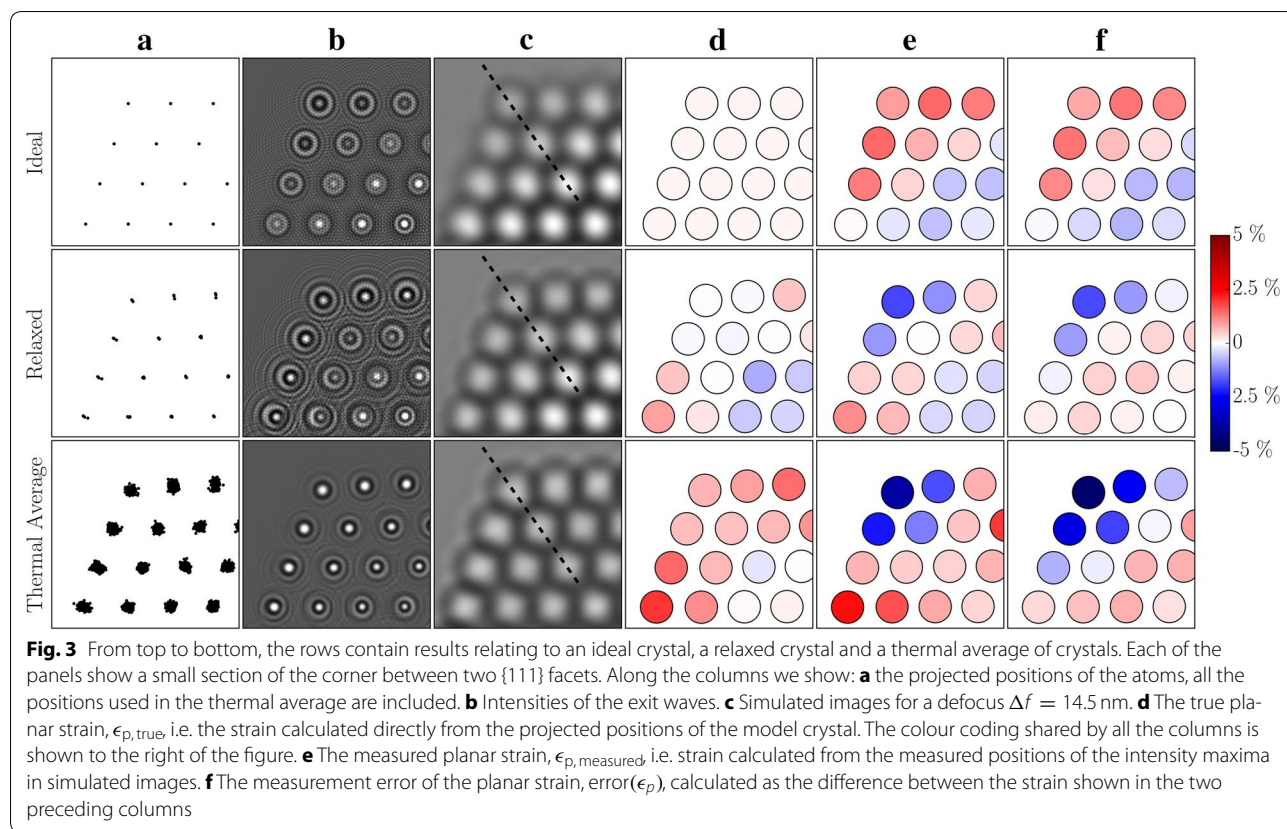 a b c d e f
Ideal
Relaxed
Thermal Average
5 %
2.5 %
0
2.5 %
-5 %
Fig. 3 From top to bottom, the rows contain results relating to an ideal crystal, a relaxed crystal and a thermal average of crystals. Each of the
panels show a small section of the corner between two {111} facets. Along the columns we show: a the projected positions of the atoms, all the
positions used in the thermal average are included. b Intensities of the exit waves. c Simulated images for a defocus Δf = 14.5 nm. d The true pla-
nar strain, ϵp, true, i.e. the strain calculated directly from the projected positions of the model crystal. The colour coding shared by all the columns is
shown to the right of the figure. e The measured planar strain, ϵp, measured, i.e. strain calculated from the measured positions of the intensity maxima
in simulated images. f The measurement error of the planar strain, error(ϵp), calculated as the difference between the strain shown in the two
preceding columns